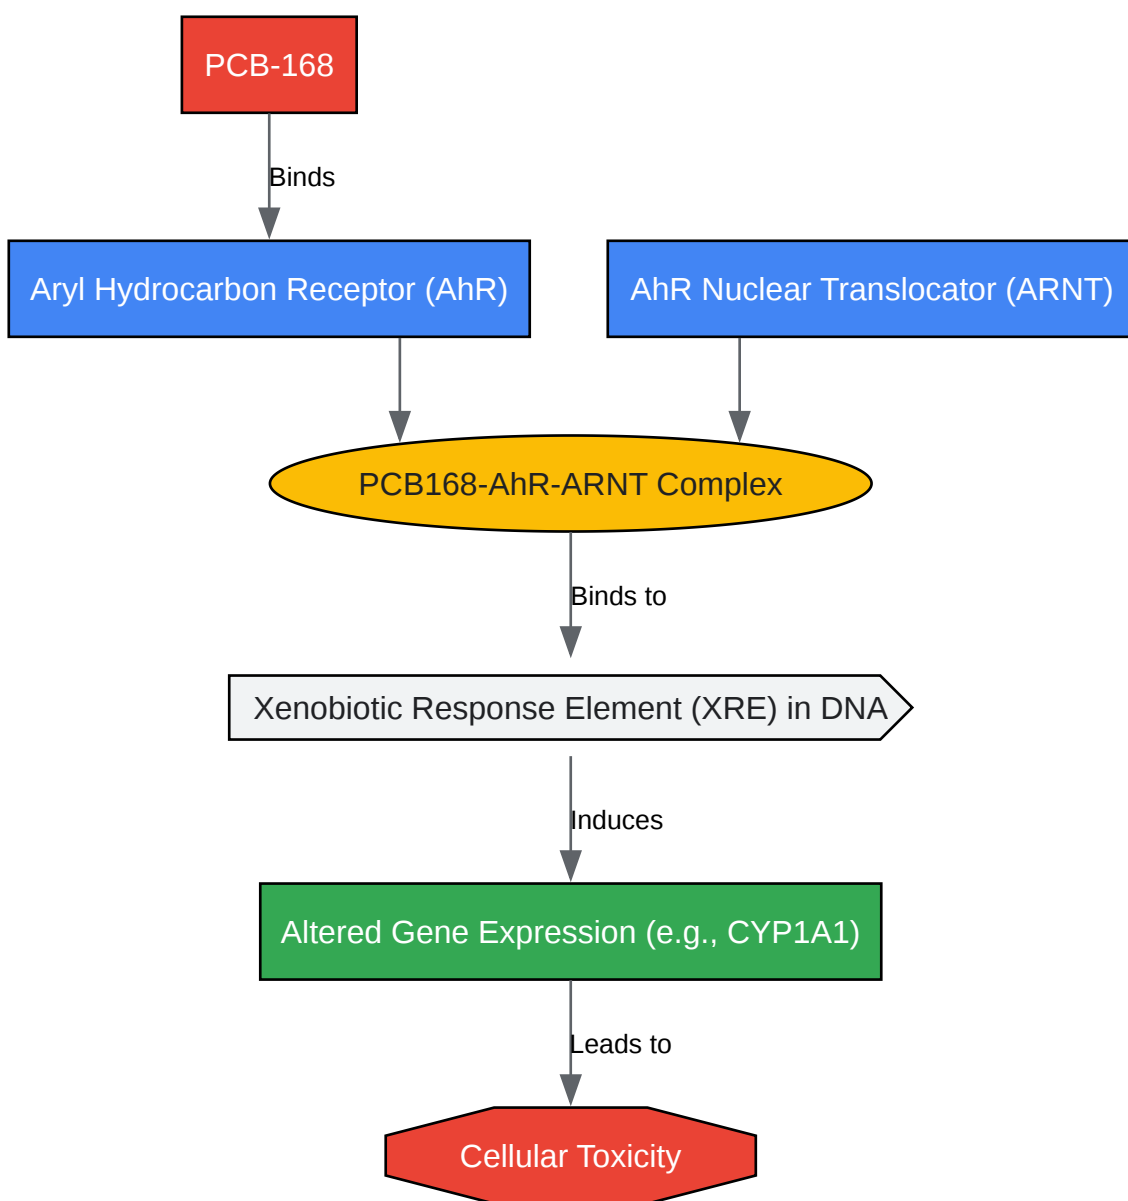 PCB-168
Binds
Aryl Hydrocarbon Receptor (AhR)
AhR Nuclear Translocator (ARNT)
PCB168-AhR-ARNT Complex
Binds to
Xenobiotic Response Element (XRE) in DNA
Induces
Altered Gene Expression (e.g., CYP1A1)
Leads to
Cellular Toxicity